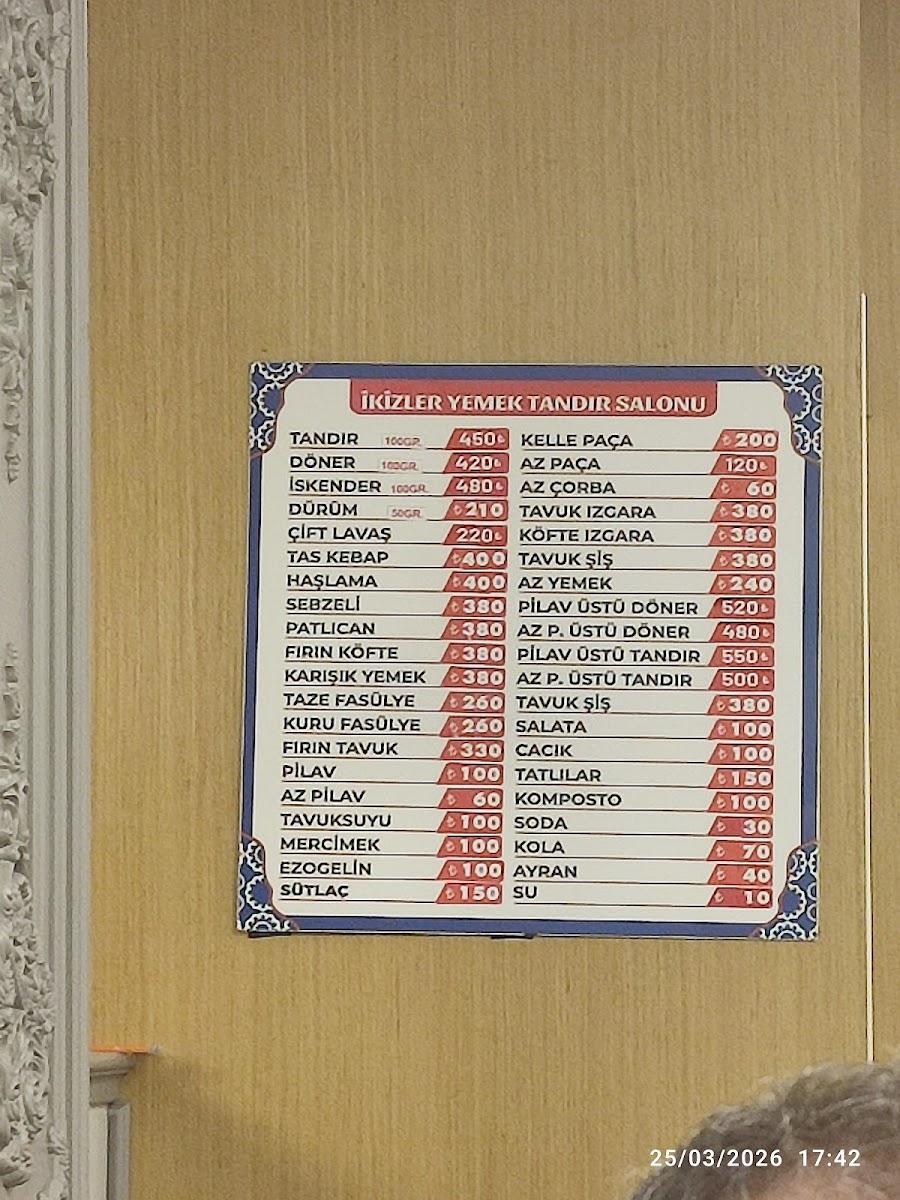 İKİZLER YEMEK TANDIR SALONU
TANDIR 100GR. 450₺
DÖNER 100GR. 420₺
İSKENDER 100GR. 480₺
DÜRÜM 50GR. ₺210
ÇİFT LAVAŞ 220₺
TAS KEBAP ₺400
HAŞLAMA ₺400
SEBZELİ ₺380
PATLICAN ₺380
FIRIN KÖFTE ₺380
KARIŞIK YEMEK ₺380
TAZE FASÜLYE ₺260
KURU FASÜLYE ₺260
FIRIN TAVUK ₺330
PİLAV ₺100
AZ PİLAV ₺ 60
TAVUKSUYU ₺100
MERCİMEK ₺100
EZOGELİN ₺100
SÜTLAÇ ₺150
KELLE PAÇA ₺200
AZ PAÇA 120₺
AZ ÇORBA ₺ 60
TAVUK IZGARA ₺380
KÖFTE IZGARA ₺380
TAVUK ŞİŞ ₺380
AZ YEMEK ₺240
PİLAV ÜSTÜ DÖNER 520₺
AZ P. ÜSTÜ DÖNER 480₺
PİLAV ÜSTÜ TANDIR 550₺
AZ P. ÜSTÜ TANDIR 500₺
TAVUK ŞİŞ ₺380
SALATA ₺100
CACIK ₺100
TATLILAR ₺150
KOMPOSTO ₺100
SODA ₺ 30
KOLA ₺ 70
AYRAN ₺ 40
SU ₺ 10
25/03/2026 17:42